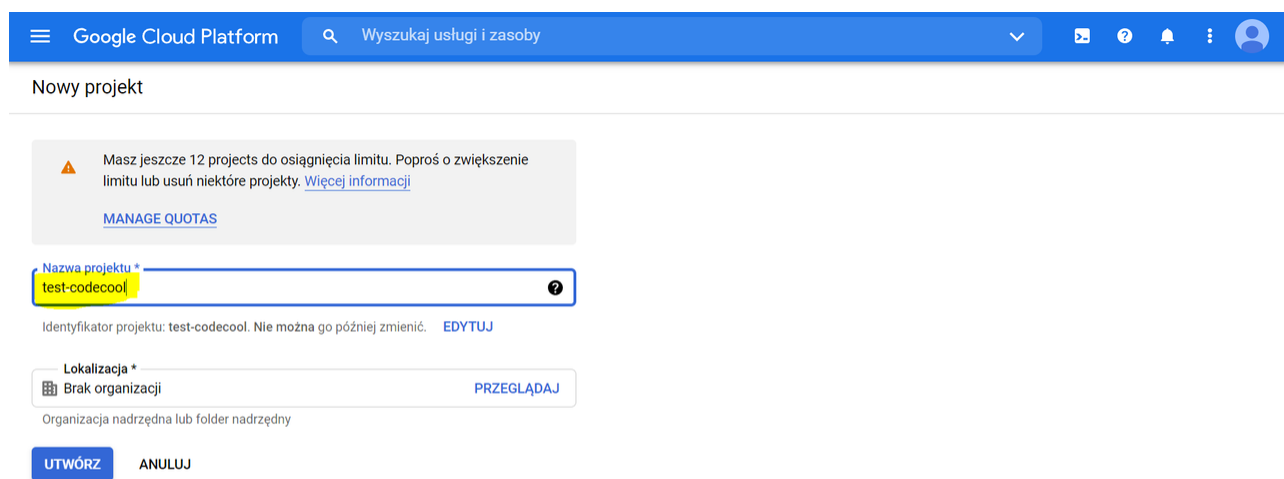 Google Cloud Platform
Wyszukaj usługi i zasoby
Nowy projekt
Masz jeszcze 12 projects do osiągnięcia limitu. Poproś o zwiększenie
limitu lub usuń niektóre projekty. Więcej informacji
MANAGE QUOTAS
Nazwa projektu *
test-codecool
Identyfikator projektu: test-codecool. Nie można go później zmienić. EDYTUJ
Lokalizacja *
Brak organizacji PRZEGLĄDAJ
Organizacja nadrzędna lub folder nadrzędny
UTWÓRZ ANULUJ